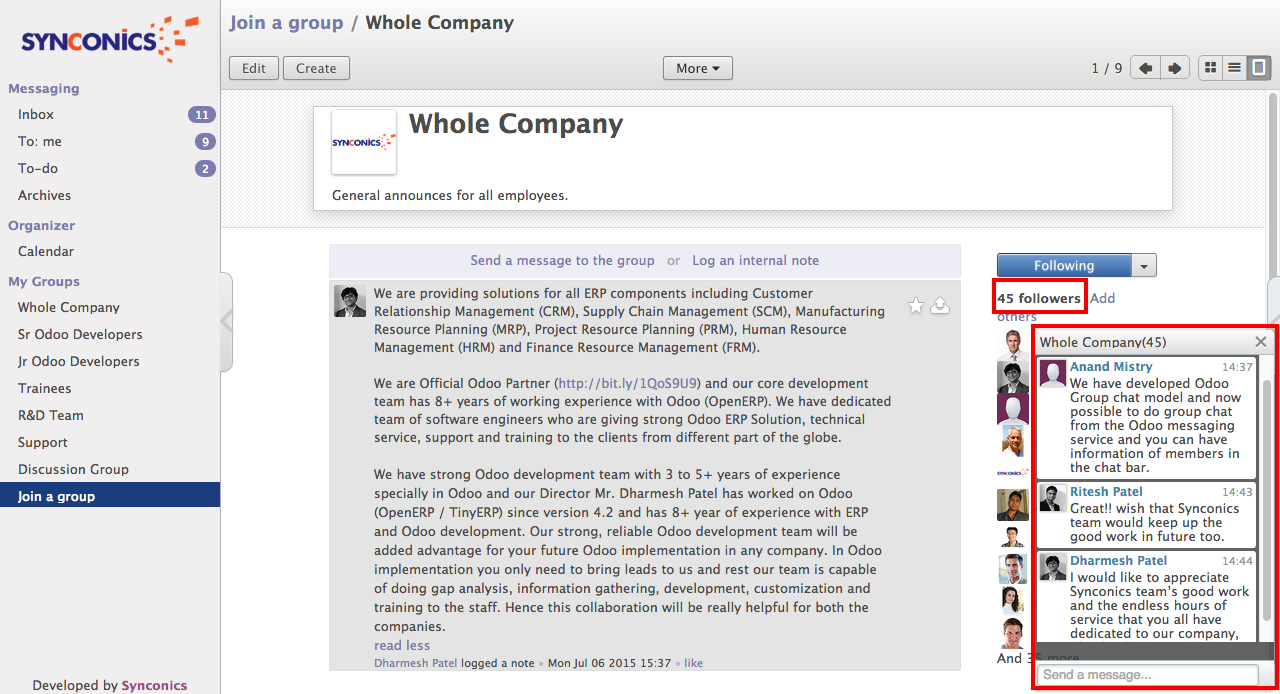 SYNCONICS
Messaging
Inbox 11
To: me 9
To-do 2
Archives
Organizer
Calendar
My Groups
Whole Company
Sr Odoo Developers
Jr Odoo Developers
Trainees
R&D Team
Support
Discussion Group
Join a group
Developed by Synconics
Join a group / Whole Company
Edit Create More 1 / 9
SYNCONICS
Whole Company
General announces for all employees.
Send a message to the group or Log an internal note
We are providing solutions for all ERP components including Customer
Relationship Management (CRM), Supply Chain Management (SCM), Manufacturing
Resource Planning (MRP), Project Resource Planning (PRM), Human Resource
Management (HRM) and Finance Resource Management (FRM).
We are Official Odoo Partner (http://bit.ly/1QoS9U9) and our core development
team has 8+ years of working experience with Odoo (OpenERP). We have dedicated
team of software engineers who are giving strong Odoo ERP Solution, technical
service, support and training to the clients from different part of the globe.
We have strong Odoo development team with 3 to 5+ years of experience
specially in Odoo and our Director Mr. Dharmesh Patel has worked on Odoo
(OpenERP / TinyERP) since version 4.2 and has 8+ year of experience with ERP
and Odoo development. Our strong, reliable Odoo development team will be
added advantage for your future Odoo implementation in any company. In Odoo
implementation you only need to bring leads to us and rest our team is capable
of doing gap analysis, information gathering, development, customization and
training to the staff. Hence this collaboration will be really helpful for both the
companies.
read less
Dharmesh Patel logged a note • Mon Jul 06 2015 15:37 • like
Following
45 followers Add
others
SYNCONICS
And 35 more
Whole Company(45)
Anand Mistry 14:37
We have developed Odoo
Group chat model and now
possible to do group chat
from the Odoo messaging
service and you can have
information of members in
the chat bar.
Ritesh Patel 14:43
Great!! wish that Synconics
team would keep up the
good work in future too.
Dharmesh Patel 14:44
I would like to appreciate
Synconics team's good work
and the endless hours of
service that you all have
dedicated to our company,
Send a message...